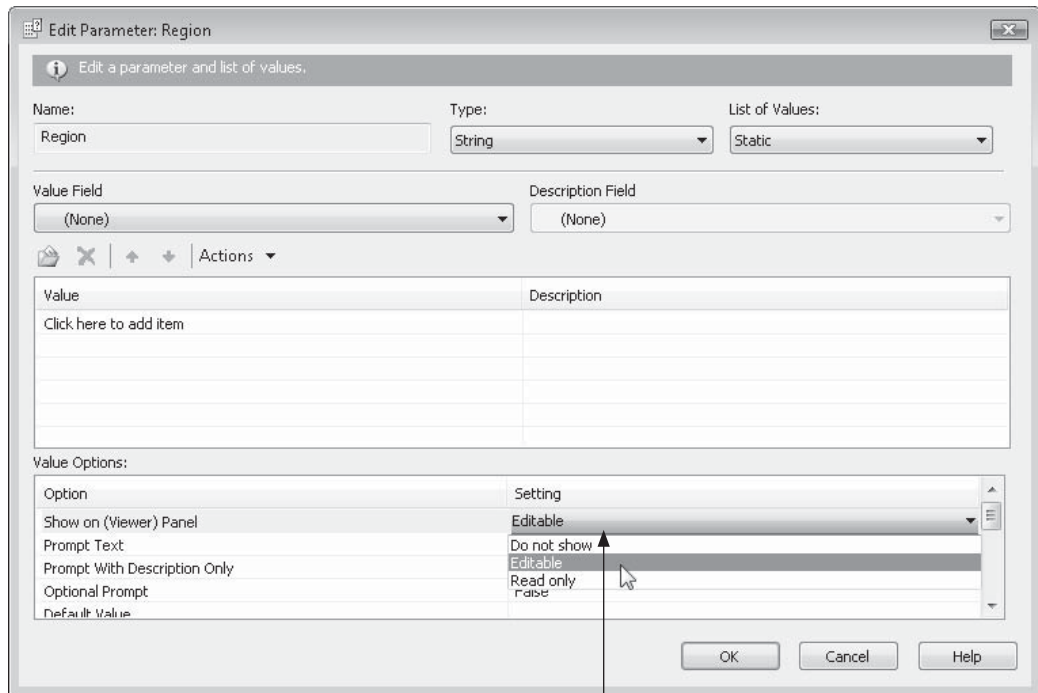 Edit Parameter: Region
Edit a parameter and list of values.
Name:
Type:
List of Values:
Region
String
Static
Value Field
Description Field
(None)
(None)
Actions
Value
Description
Click here to add item
Value Options:
Option
Setting
Show on (Viewer) Panel
Editable
Prompt Text
Do not show
Prompt With Description Only
Editable
Read only
Optional Prompt
False
Default Value
OK
Cancel
Help